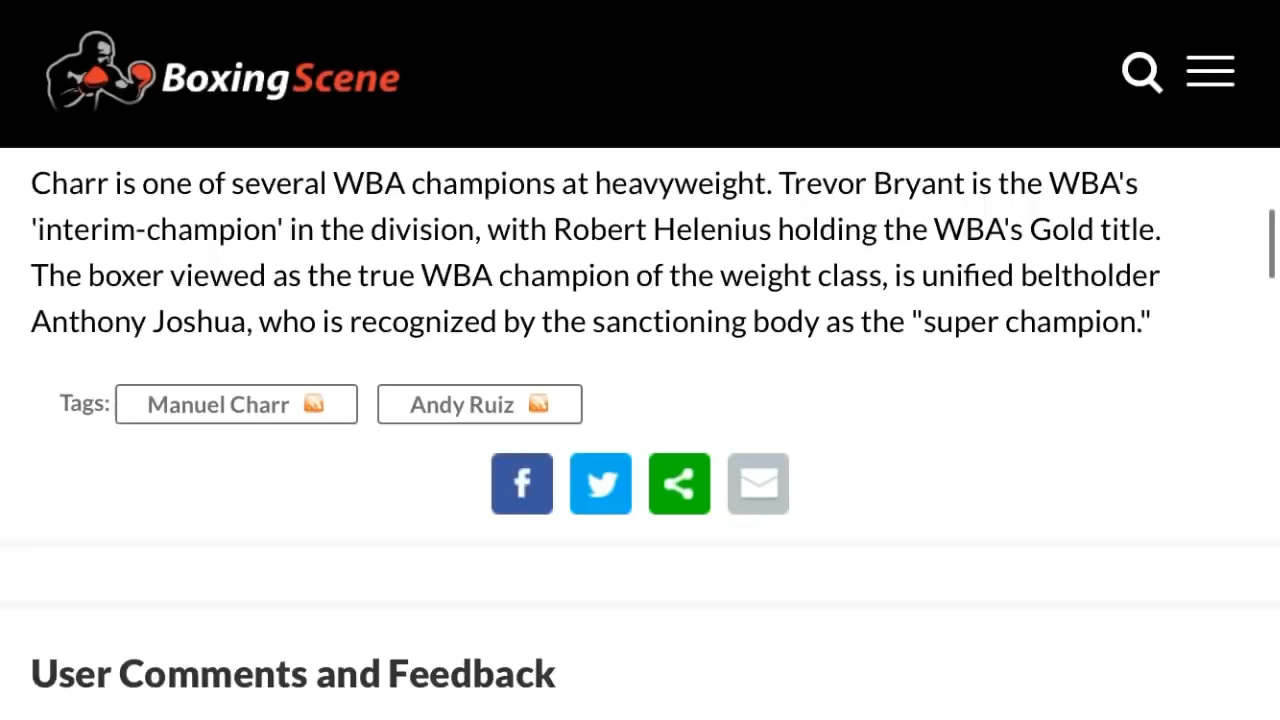 BoxingScene
Charr is one of several WBA champions at heavyweight. Trevor Bryant is the WBA's
'interim-champion' in the division, with Robert Helenius holding the WBA's Gold title.
The boxer viewed as the true WBA champion of the weight class, is unified beltholder
Anthony Joshua, who is recognized by the sanctioning body as the "super champion."
Tags: Manuel Charr Andy Ruiz
User Comments and Feedback